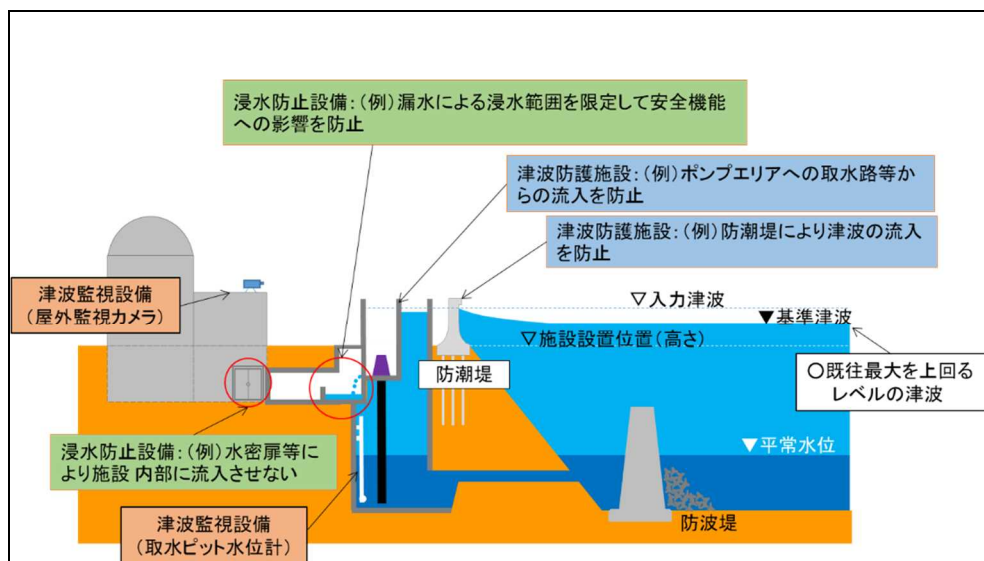 浸水防止設備：（例）漏水による浸水範囲を限定して安全機能
への影響を防止
津波防護施設：（例）ポンプエリアへの取水路等か
らの流入を防止
津波防護施設：（例）防潮堤により津波の流入
を防止
津波監視設備
（屋外監視カメラ）
▽入力津波
▼基準津波
▽施設設置位置（高さ）
防潮堤
○既往最大を上回る
レベルの津波
▼平常水位
浸水防止設備：（例）水密扉等に
より施設 内部に流入させない
津波監視設備
（取水ピット水位計）
防波堤